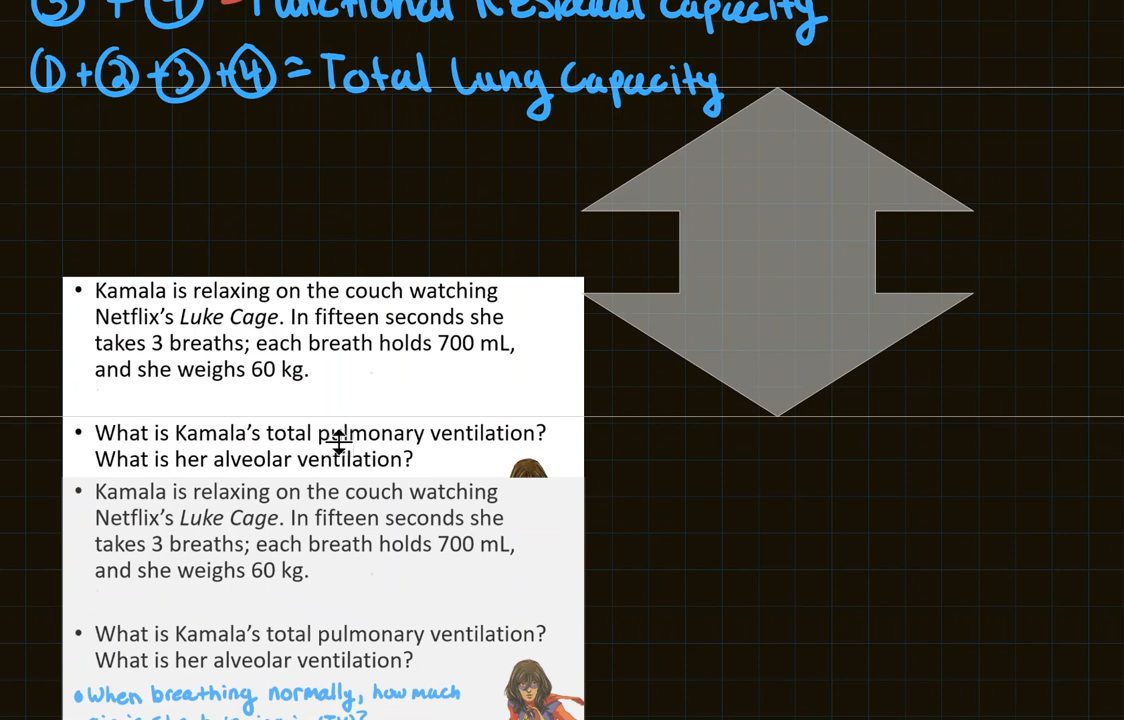 ③ + ④ = Functional Residual Capacity
① + ② + ③ + ④ = Total Lung Capacity
• Kamala is relaxing on the couch watching
Netflix’s Luke Cage. In fifteen seconds she
takes 3 breaths; each breath holds 700 mL,
and she weighs 60 kg.
• What is Kamala’s total pulmonary ventilation?
What is her alveolar ventilation?
• Kamala is relaxing on the couch watching
Netflix’s Luke Cage. In fifteen seconds she
takes 3 breaths; each breath holds 700 mL,
and she weighs 60 kg.
• What is Kamala’s total pulmonary ventilation?
What is her alveolar ventilation?
• When breathing normally, how much